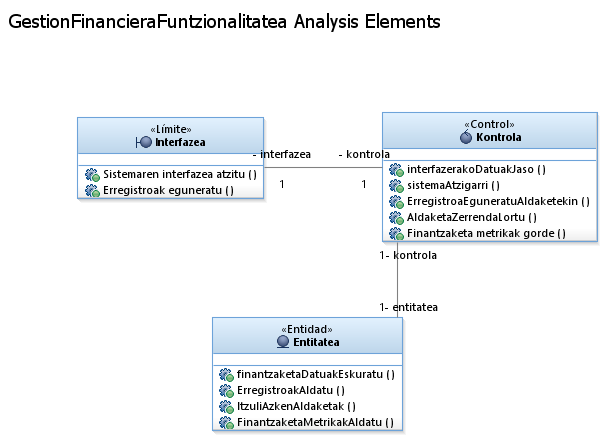 GestionFinancieraFuntzionalitatea Analysis Elements
«Límite»
Interfazea
Sistemaren interfazea atzitu ()
Erregistroak eguneratu ()
- interfazea
1
- kontrola
1
«Control»
Kontrola
interfazerakoDatuakJaso ()
sistemaAtzigarri ()
ErregistroaEguneratuAldaketekin ()
AldaketaZerrendaLortu ()
Finantzaketa metrikak gorde ()
1- kontrola
1- entitatea
«Entidad»
Entitatea
finantzaketaDatuakEskuratu ()
ErregistroakAldatu ()
ItzuliAzkenAldaketak ()
FinantzaketaMetrikakAldatu ()